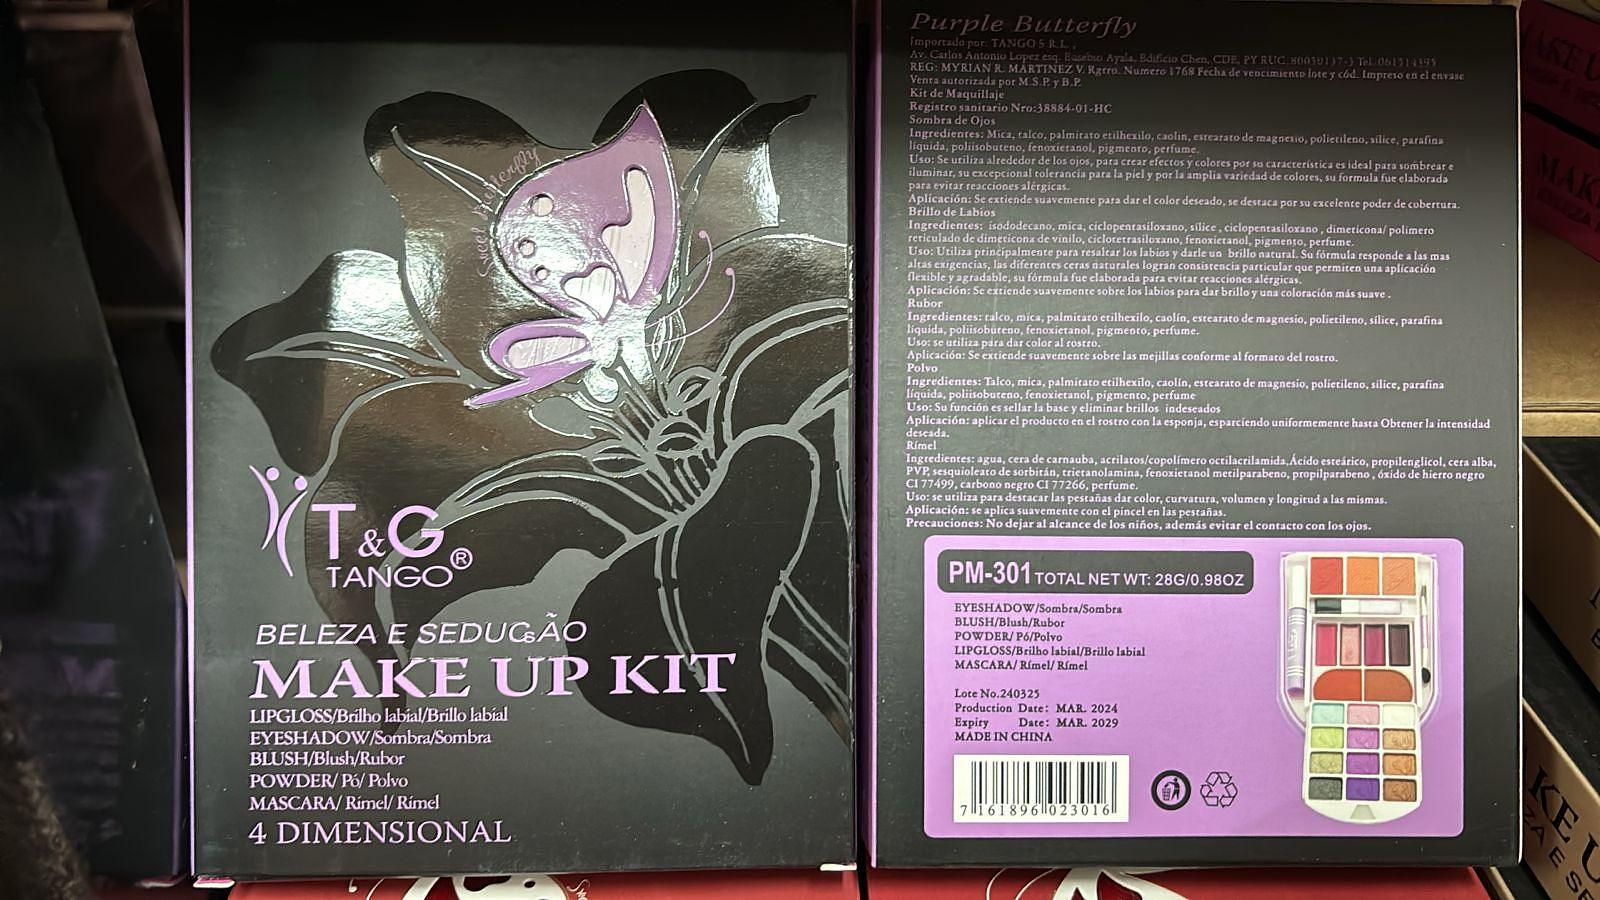 Sweet Butterfly
T&G®
TANGO
BELEZA E SEDUCsÃO
MAKE UP KIT
LIPGLOSS/Brilho labial/Brillo labial
EYESHADOW/Sombra/Sombra
BLUSH/Blush/Rubor
POWDER/ Pó/ Polvo
MASCARA/ Rímel/ Rímel
4 DIMENSIONAL
Purple Butterfly
Importado por: TANGO S R.L ,
Av. Carlos Antonio Lopez esq. Eusebio Ayala, Edificio Chen, CDE, PY RUC. 80050137-3 Tel.
REG: MYRIAN R. MARTINEZ V. Rgtro. Numero 1768 Fecha de vencimiento lote y cód. Impreso en el envase
Venta autorizada por M.S.P. y B.P.
Kit de Maquillaje
Registro sanitario Nro:38884-01-HC
Sombra de Ojos
Ingredientes: Mica, talco, palmitato etilhexilo, caolin, estearato de magnesio, polietileno, sílice, parafina
líquida, poliisobuteno, fenoxietanol, pigmento, perfume.
Uso: Se utiliza alrededor de los ojos, para crear efectos y colores por su característica es ideal para sombrear e
iluminar, su excepcional tolerancia para la piel y por la amplia variedad de colores, su formula fue elaborada
para evitar reacciones alérgicas.
Aplicación: Se extiende suavemente para dar el color deseado, se destaca por su excelente poder de cobertura.
Brillo de Labios
Ingredientes: isododecano, mica, ciclopentasiloxano, sílice , ciclopentasiloxano , dimeticona/ polimero
reticulado de dimeticona de vinilo, ciclotetrasiloxano, fenoxietanol, pigmento, perfume.
Uso: Utiliza principalmente para resaltar los labios y darle un brillo natural. Su fórmula responde a las mas
altas exigencias, las diferentes ceras naturales logran consistencia particular que permiten una aplicación
flexible y agradable, su fórmula fue elaborada para evitar reacciones alérgicas.
Aplicación: Se extiende suavemente sobre los labios para dar brillo y una coloración más suave .
Rubor
Ingredientes: talco, mica, palmitato etilhexilo, caolín, estearato de magnesio, polietileno, sílice, parafina
líquida, poliisobuteno, fenoxietanol, pigmento, perfume.
Uso: se utiliza para dar color al rostro.
Aplicación: Se extiende suavemente sobre las mejillas conforme al formato del rostro.
Polvo
Ingredientes: Talco, mica, palmitato etilhexilo, caolín, estearato de magnesio, polietileno, sílice, parafina
líquida, poliisobuteno, fenoxietanol, pigmento, perfume
Uso: Su función es sellar la base y eliminar brillos indeseados
Aplicación: aplicar el producto en el rostro con la esponja, esparciendo uniformemente hasta Obtener la intensidad
deseada.
Rímel
Ingredientes: agua, cera de carnauba, acrilatos/copolímero octilacrilamida,Ácido esteárico, propilenglicol, cera alba,
PVP, sesquioleato de sorbitán, trietanolamina, fenoxietanol metilparabeno, propilparabeno , óxido de hierro negro
CI 77499, carbono negro CI 77266, perfume.
Uso: se utiliza para destacar las pestañas dar color, curvatura, volumen y longitud a las mismas.
Aplicación: se aplica suavemente con el pincel en las pestañas.
Precauciones: No dejar al alcance de los niños, además evitar el contacto con los ojos.
PM-301 TOTAL NET WT: 28G/0.98OZ
EYESHADOW/Sombra/Sombra
BLUSH/Blush/Rubor
POWDER/ Pó/Polvo
LIPGLOSS/Brilho labial/Brillo labial
MASCARA/ Rímel/ Rímel
Lote No.240325
Production Date: MAR. 2024
Expiry Date: MAR. 2029
MADE IN CHINA
7 161896 023016